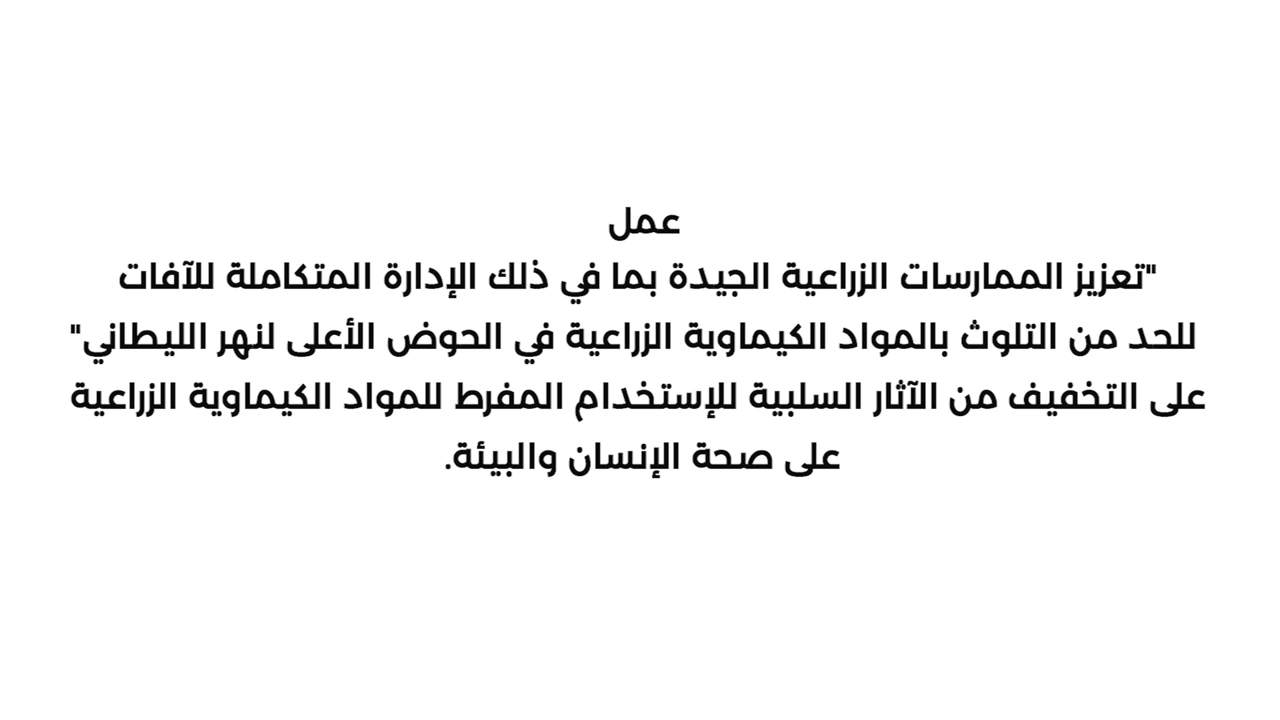 عمل
"تعزيز الممارسات الزراعية الجيدة بما في ذلك الإدارة المتكاملة للآفات
للحد من التلوث بالمواد الكيماوية الزراعية في الحوض الأعلى لنهر الليطاني"
على التخفيف من الآثار السلبية للإستخدام المفرط للمواد الكيماوية الزراعية
على صحة الإنسان والبيئة.